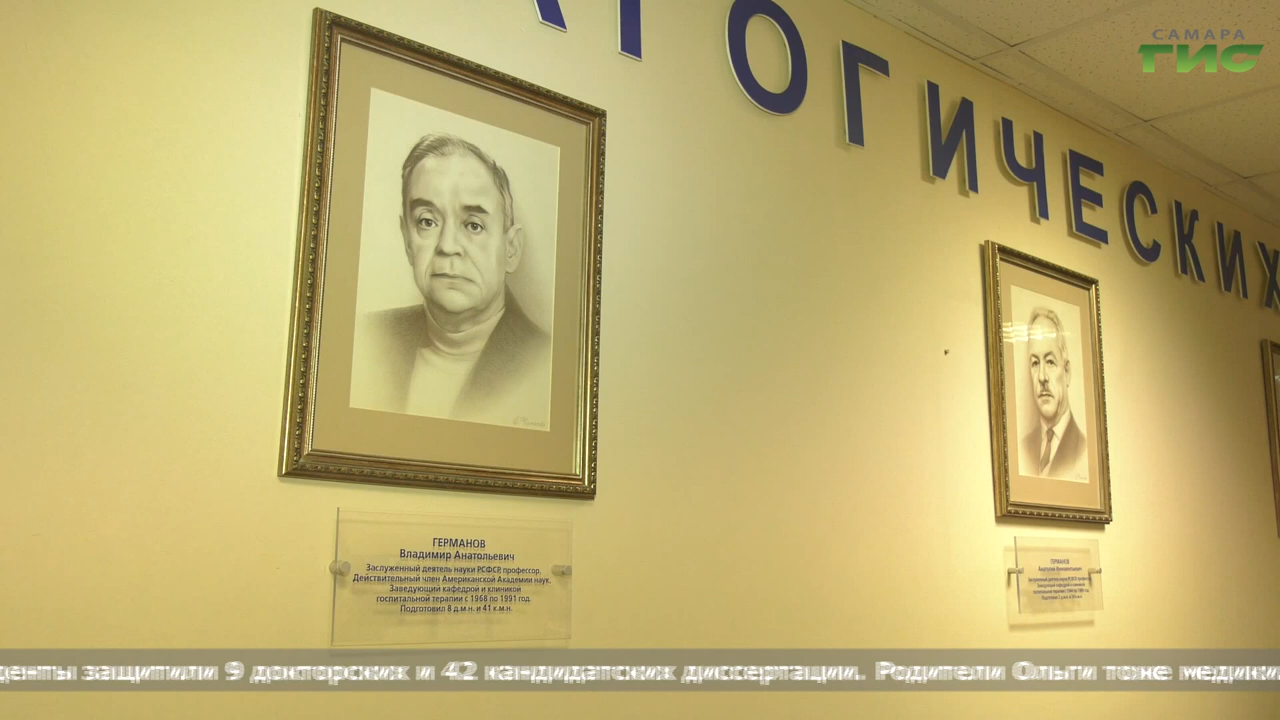 САМАРА
ГИС
ОГИЧЕСКИХ
ГЕРМАНОВ
Владимир Анатольевич
Заслуженный деятель науки РСФСР, профессор,
Действительный член Американской Академии наук,
Заведующий кафедрой и клиникой
госпитальной терапии с 1968 по 1991 год.
Подготовил 8 д.м.н. и 41 к.м.н.
ГЕРМАНОВ
денты защитили 9 докторских и 42 кандидатских диссертации. Родители Ольги тоже медики